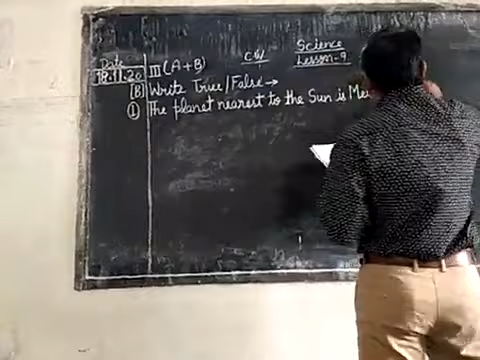 Date
18.11.20
III (A+B)
CW
Science
Lesson-9
[B] Write True/False →
① The planet nearest to the Sun is Me